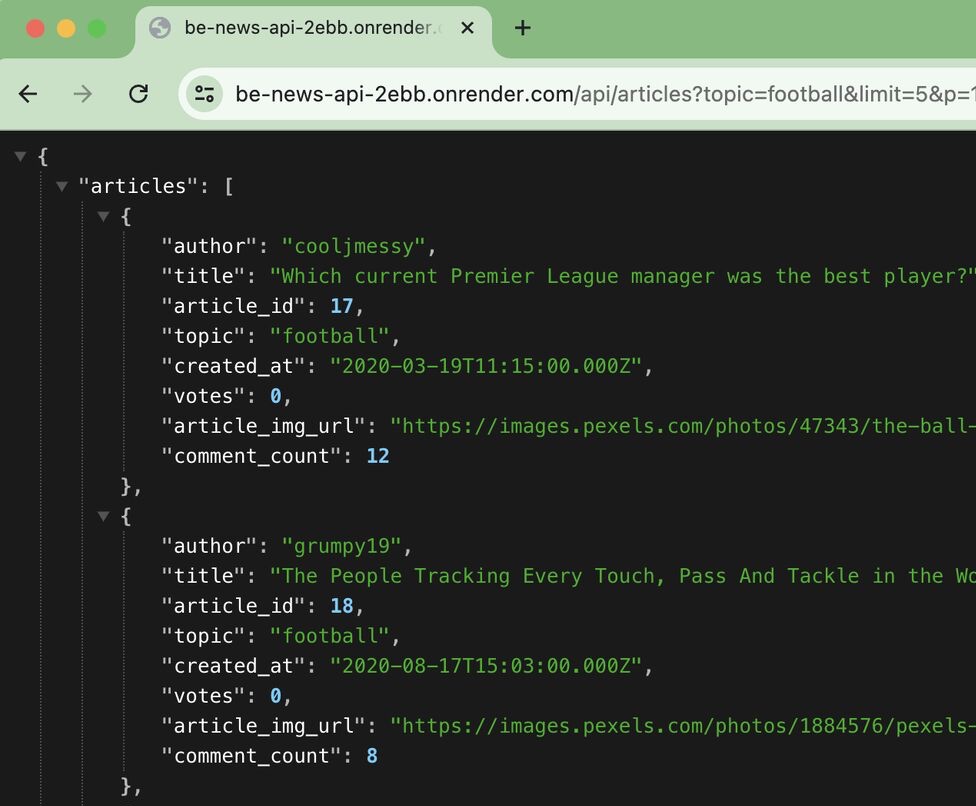 be-news-api-2ebb.onrender.
be-news-api-2ebb.onrender.com/api/articles?topic=football&limit=5&p=1
{
"articles": [
{
"author": "cooljmessy",
"title": "Which current Premier League manager was the best player?"
"article_id": 17,
"topic": "football",
"created_at": "2020-03-19T11:15:00.000Z",
"votes": 0,
"article_img_url": "https://images.pexels.com/photos/47343/the-ball-
"comment_count": 12
},
{
"author": "grumpy19",
"title": "The People Tracking Every Touch, Pass And Tackle in the
"article_id": 18,
"topic": "football",
"created_at": "2020-08-17T15:03:00.000Z",
"votes": 0,
"article_img_url": "https://images.pexels.com/photos/1884576/pexels-
"comment_count": 8
},